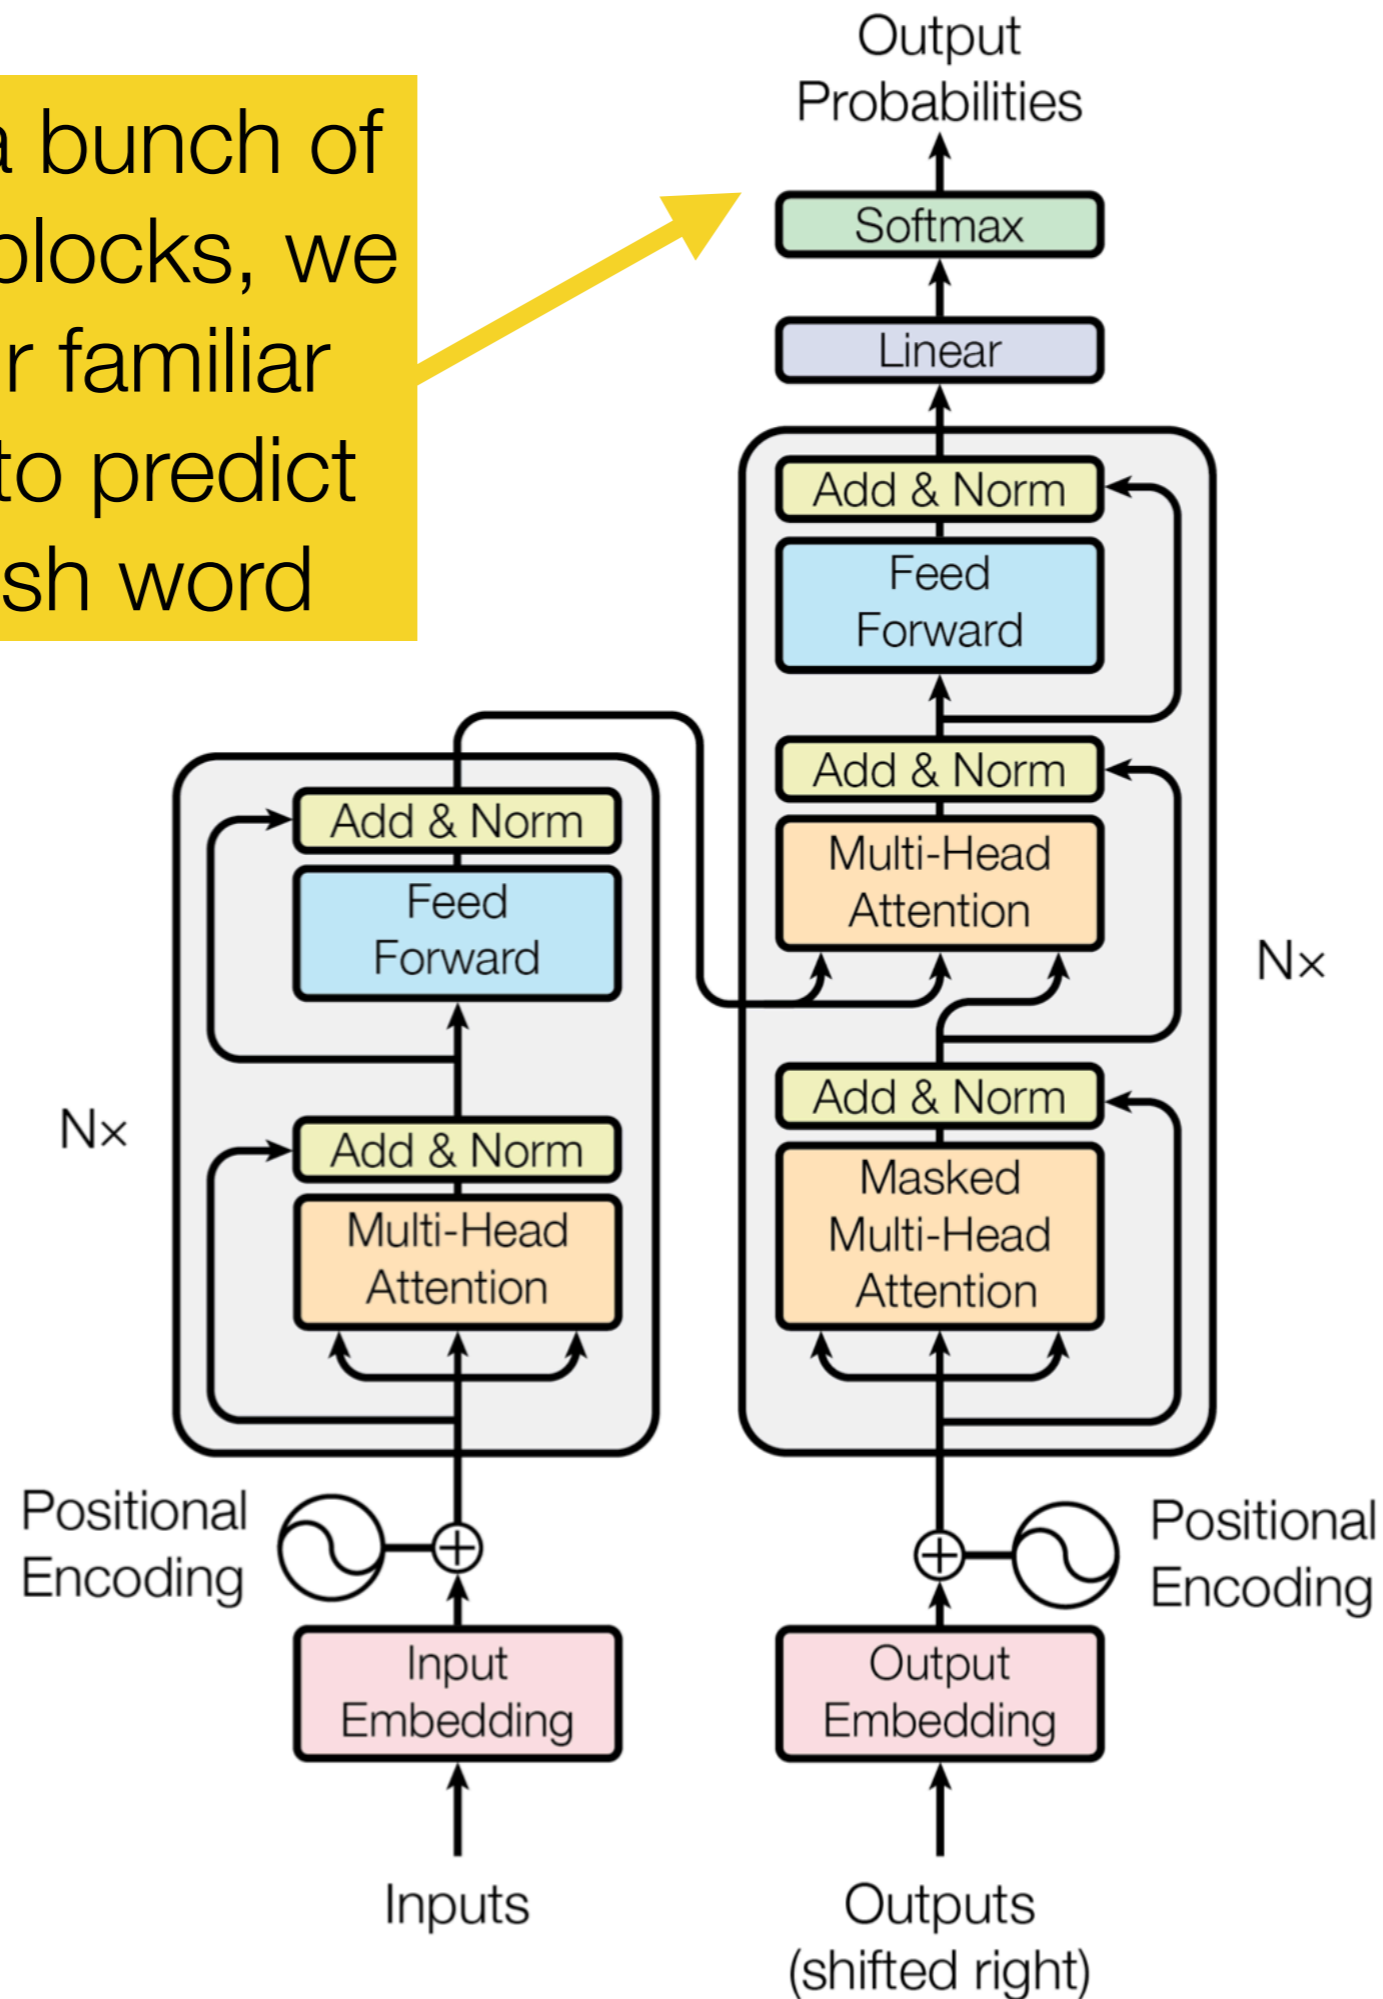 a bunch of
blocks, we
r familiar
to predict
sh word
Output
Probabilities
Softmax
Linear
Add & Norm
Feed
Forward
Add & Norm
Multi-Head
Attention
N×
Add & Norm
Masked
Multi-Head
Attention
Add & Norm
Feed
Forward
N×
Add & Norm
Multi-Head
Attention
Positional
Encoding
Positional
Encoding
Input
Embedding
Output
Embedding
Inputs
Outputs
(shifted right)